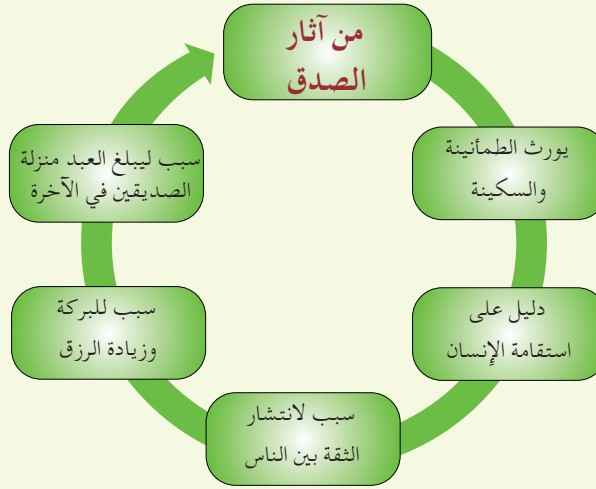 من آثار
الصدق
يورث الطمأنينة
والسكينة
دليل على
استقامة الإنسان
سبب لانتشار
الثقة بين الناس
سبب للبركة
وزيادة الرزق
سبب ليبلغ العبد منزلة
الصديقين في الآخرة